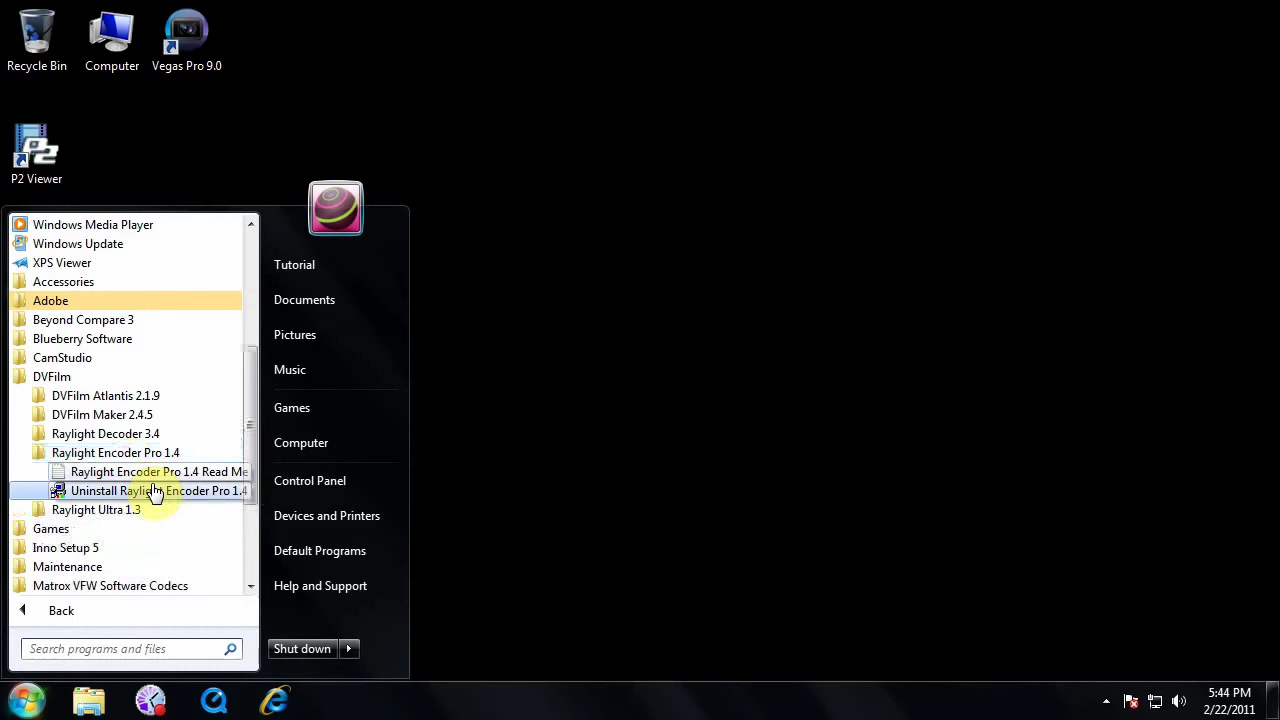 Recycle Bin
Computer
Vegas Pro 9.0
P2
P2 Viewer
Windows Media Player
Windows Update
XPS Viewer
Accessories
Adobe
Beyond Compare 3
Blueberry Software
CamStudio
DVFilm
DVFilm Atlantis 2.1.9
DVFilm Maker 2.4.5
Raylight Decoder 3.4
Raylight Encoder Pro 1.4
Raylight Encoder Pro 1.4 Read Me
Uninstall Raylight Encoder Pro 1.4
Raylight Ultra 1.3
Games
Inno Setup 5
Maintenance
Matrox VFW Software Codecs
Back
Search programs and files
Tutorial
Documents
Pictures
Music
Games
Computer
Control Panel
Devices and Printers
Default Programs
Help and Support
Shut down
5:44 PM
2/22/2011